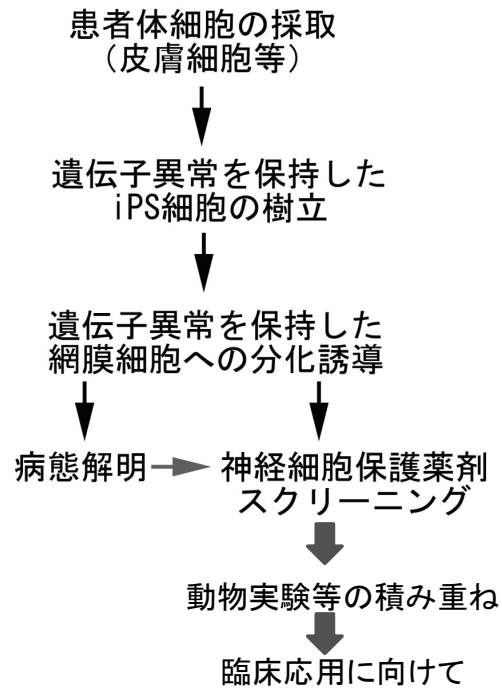 患者体細胞の採取
（皮膚細胞等）
遺伝子異常を保持した
iPS細胞の樹立
遺伝子異常を保持した
網膜細胞への分化誘導
病態解明
神経細胞保護薬剤
スクリーニング
動物実験等の積み重ね
臨床応用に向けて